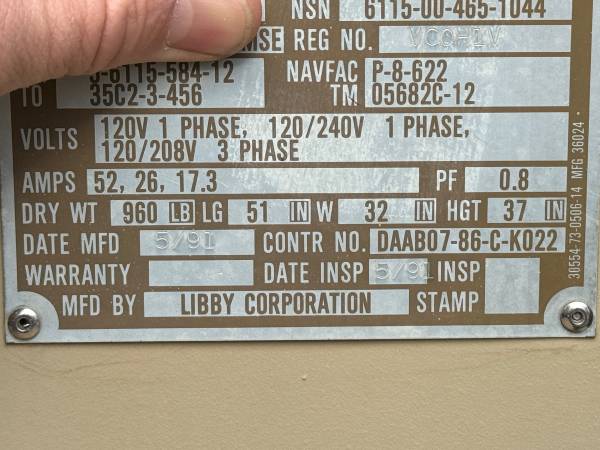 NSN 6115-00-465-1044
MSE REG NO. VCQHIV
5-6115-584-12 NAVFAC P-8-622
TO 35C2-3-456 TM 05682C-12
VOLTS 120V 1 PHASE, 120/240V 1 PHASE,
120/208V 3 PHASE
AMPS 52, 26, 17.3 PF 0.8
DRY WT 960 LB LG 51 IN W 32 IN HGT 37 IN
DATE MFD 5/91 CONTR NO. DAAB07-86-C-K022
WARRANTY DATE INSP 5/91 INSP
MFD BY LIBBY CORPORATION STAMP
30554-73-0506-14 MFG 36024